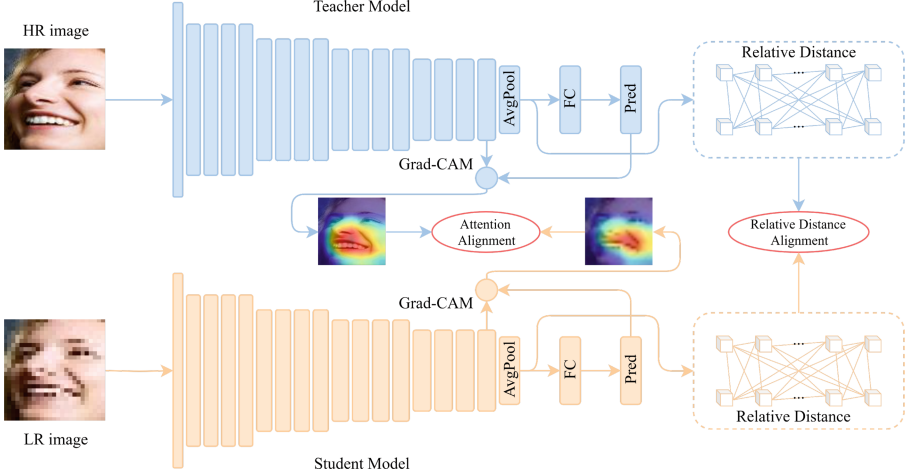 Teacher Model
HR image
Relative Distance
...
AvgPool
FC
Pred
...
Grad-CAM
Attention
Alignment
Relative Distance
Alignment
Grad-CAM
...
AvgPool
FC
Pred
...
Relative Distance
LR image
Student Model